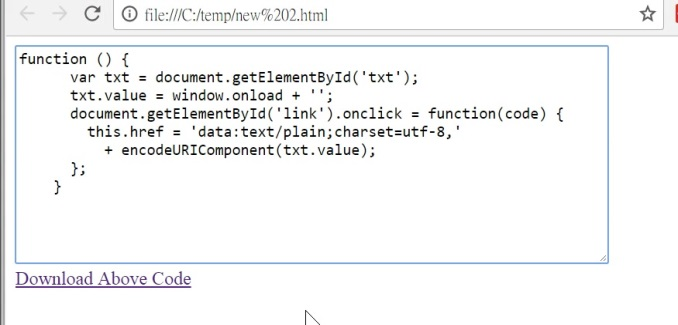 file:///C:/temp/new%202.html
function () {
      var txt = document.getElementById('txt');
      txt.value = window.onload + '';
      document.getElementById('link').onclick = function(code) {
        this.href = 'data:text/plain;charset=utf-8,'
          + encodeURIComponent(txt.value);
      };
    }
Download Above Code